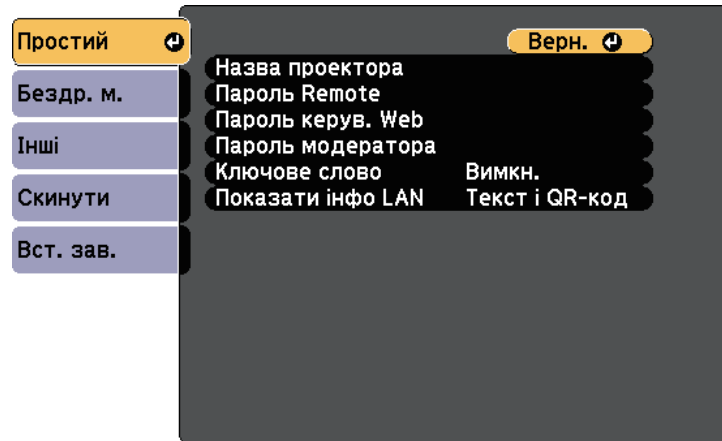 Простий
Бездр. м.
Інші
Скинути
Вст. зав.
Верн.
Назва проектора
Пароль Remote
Пароль керув. Web
Пароль модератора
Ключове слово Вимкн.
Показати інфо LAN Текст і QR-код